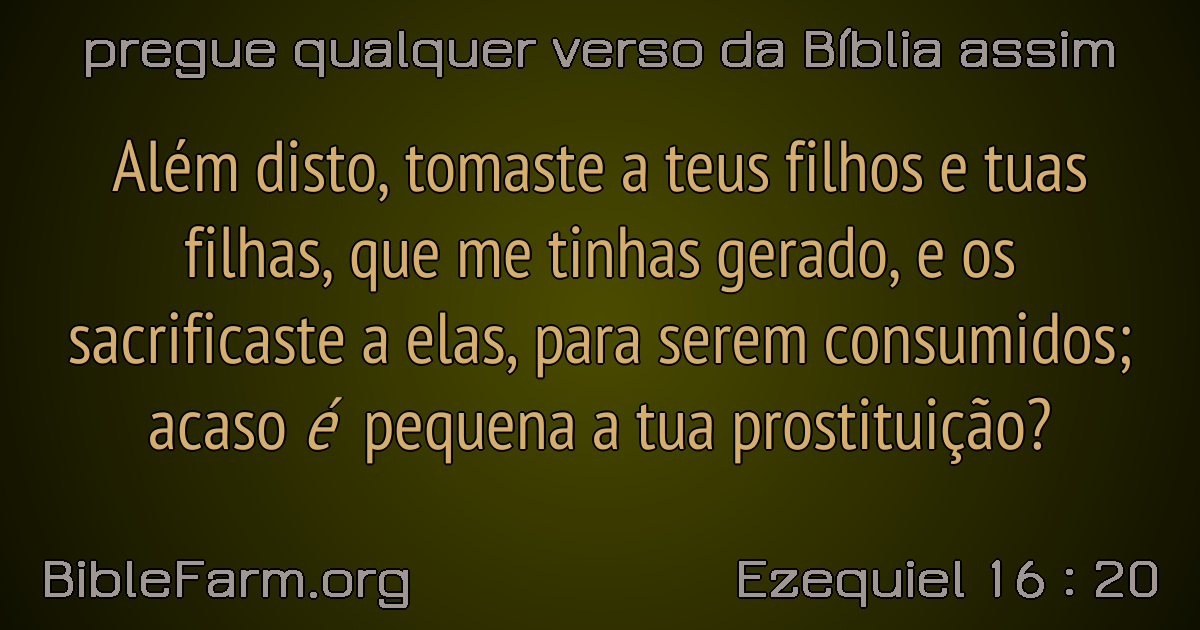 pregue qualquer verso da Bíblia assim
Além disto, tomaste a teus filhos e tuas
filhas, que me tinhas gerado, e os
sacrificaste a elas, para serem consumidos;
acaso é pequena a tua prostituição?
BibleFarm.org
Ezequiel 16 : 20